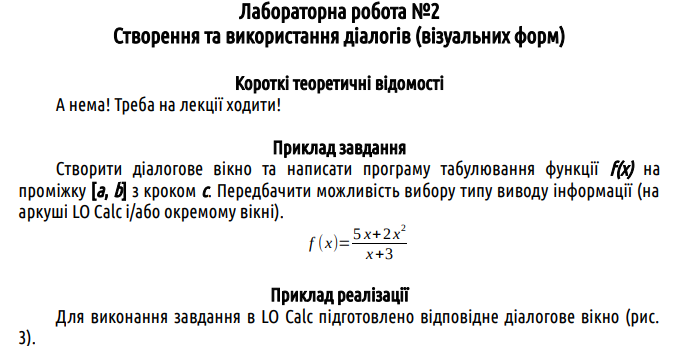 Лабораторна робота №2
Створення та використання діалогів (візуальних форм)
Короткі теоретичні відомості
А нема! Треба на лекції ходити!
Приклад завдання
Створити діалогове вікно та написати програму табулювання функції f(x) на
проміжку [a, b] з кроком c. Передбачити можливість вибору типу виводу інформації (на
аркуші LO Calc і/або окремому вікні).
f(x)=\frac{5x+2x^2}{x+3}
Приклад реалізації
Для виконання завдання в LO Calc підготовлено відповідне діалогове вікно (рис.
3).